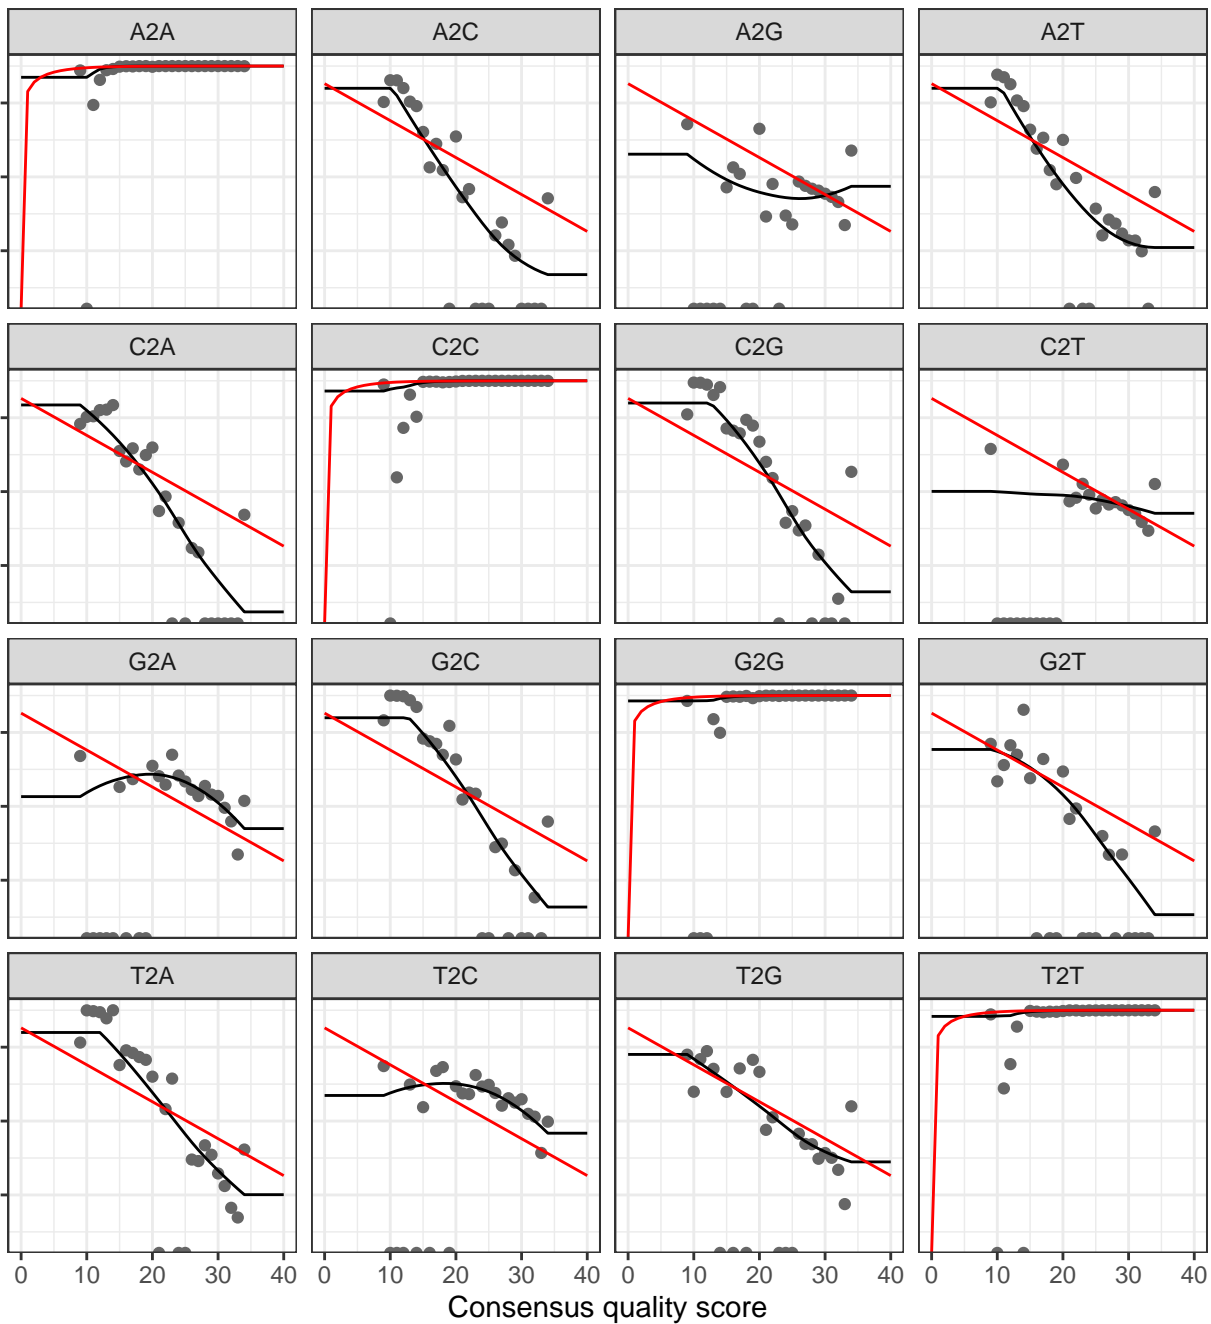 A2A A2C A2G A2T
C2A C2C C2G C2T
G2A G2C G2G G2T
T2A T2C T2G T2T
0 10 20 30 40 0 10 20 30 40 0 10 20 30 40 0 10 20 30 40
Consensus quality score